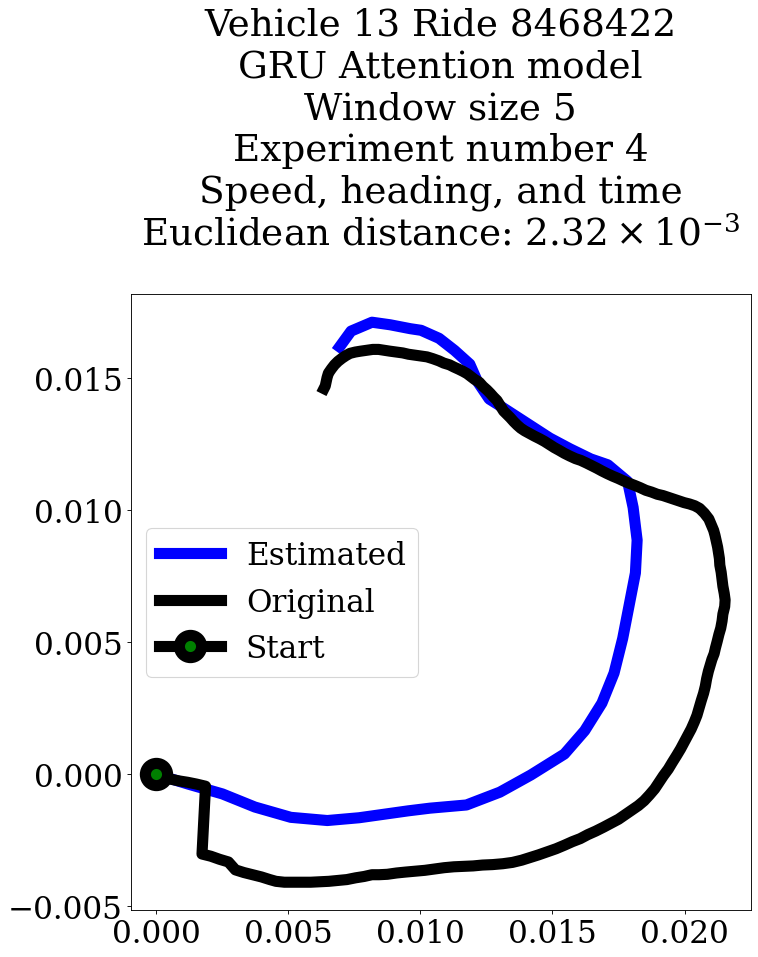 Vehicle 13 Ride 8468422
GRU Attention model
Window size 5
Experiment number 4
Speed, heading, and time
Euclidean distance: 2.32 × 10⁻³
0.015
0.010
0.005
0.000
−0.005
Estimated
Original
Start
0.000 0.005 0.010 0.015 0.020